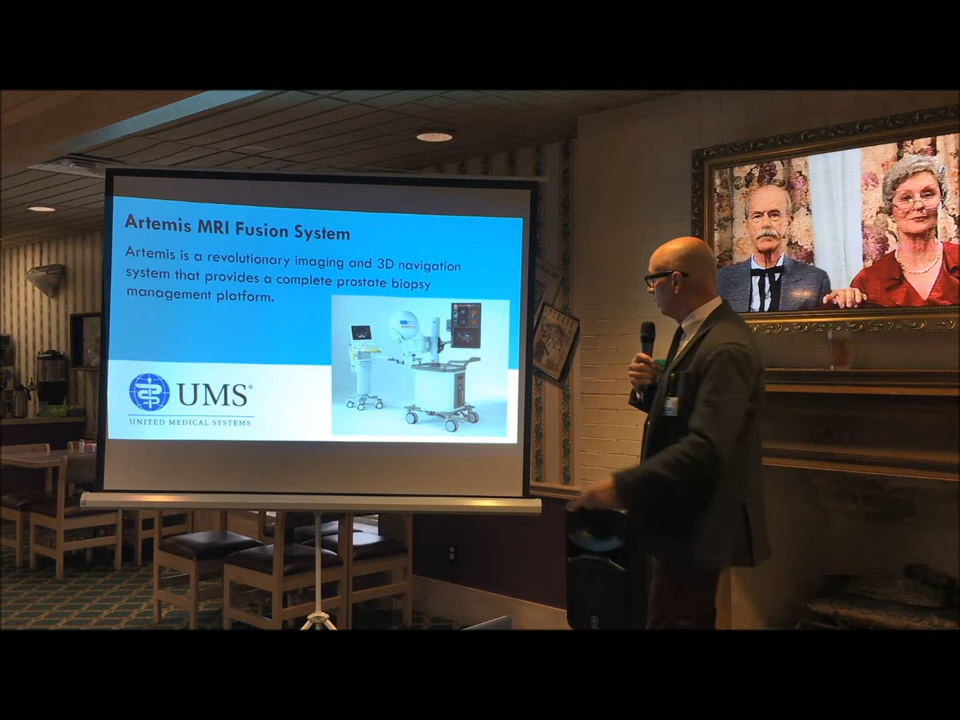 Artemis MRI Fusion System
Artemis is a revolutionary imaging and 3D navigation
system that provides a complete prostate biopsy
management platform.
UMS®
UNITED MEDICAL SYSTEMS